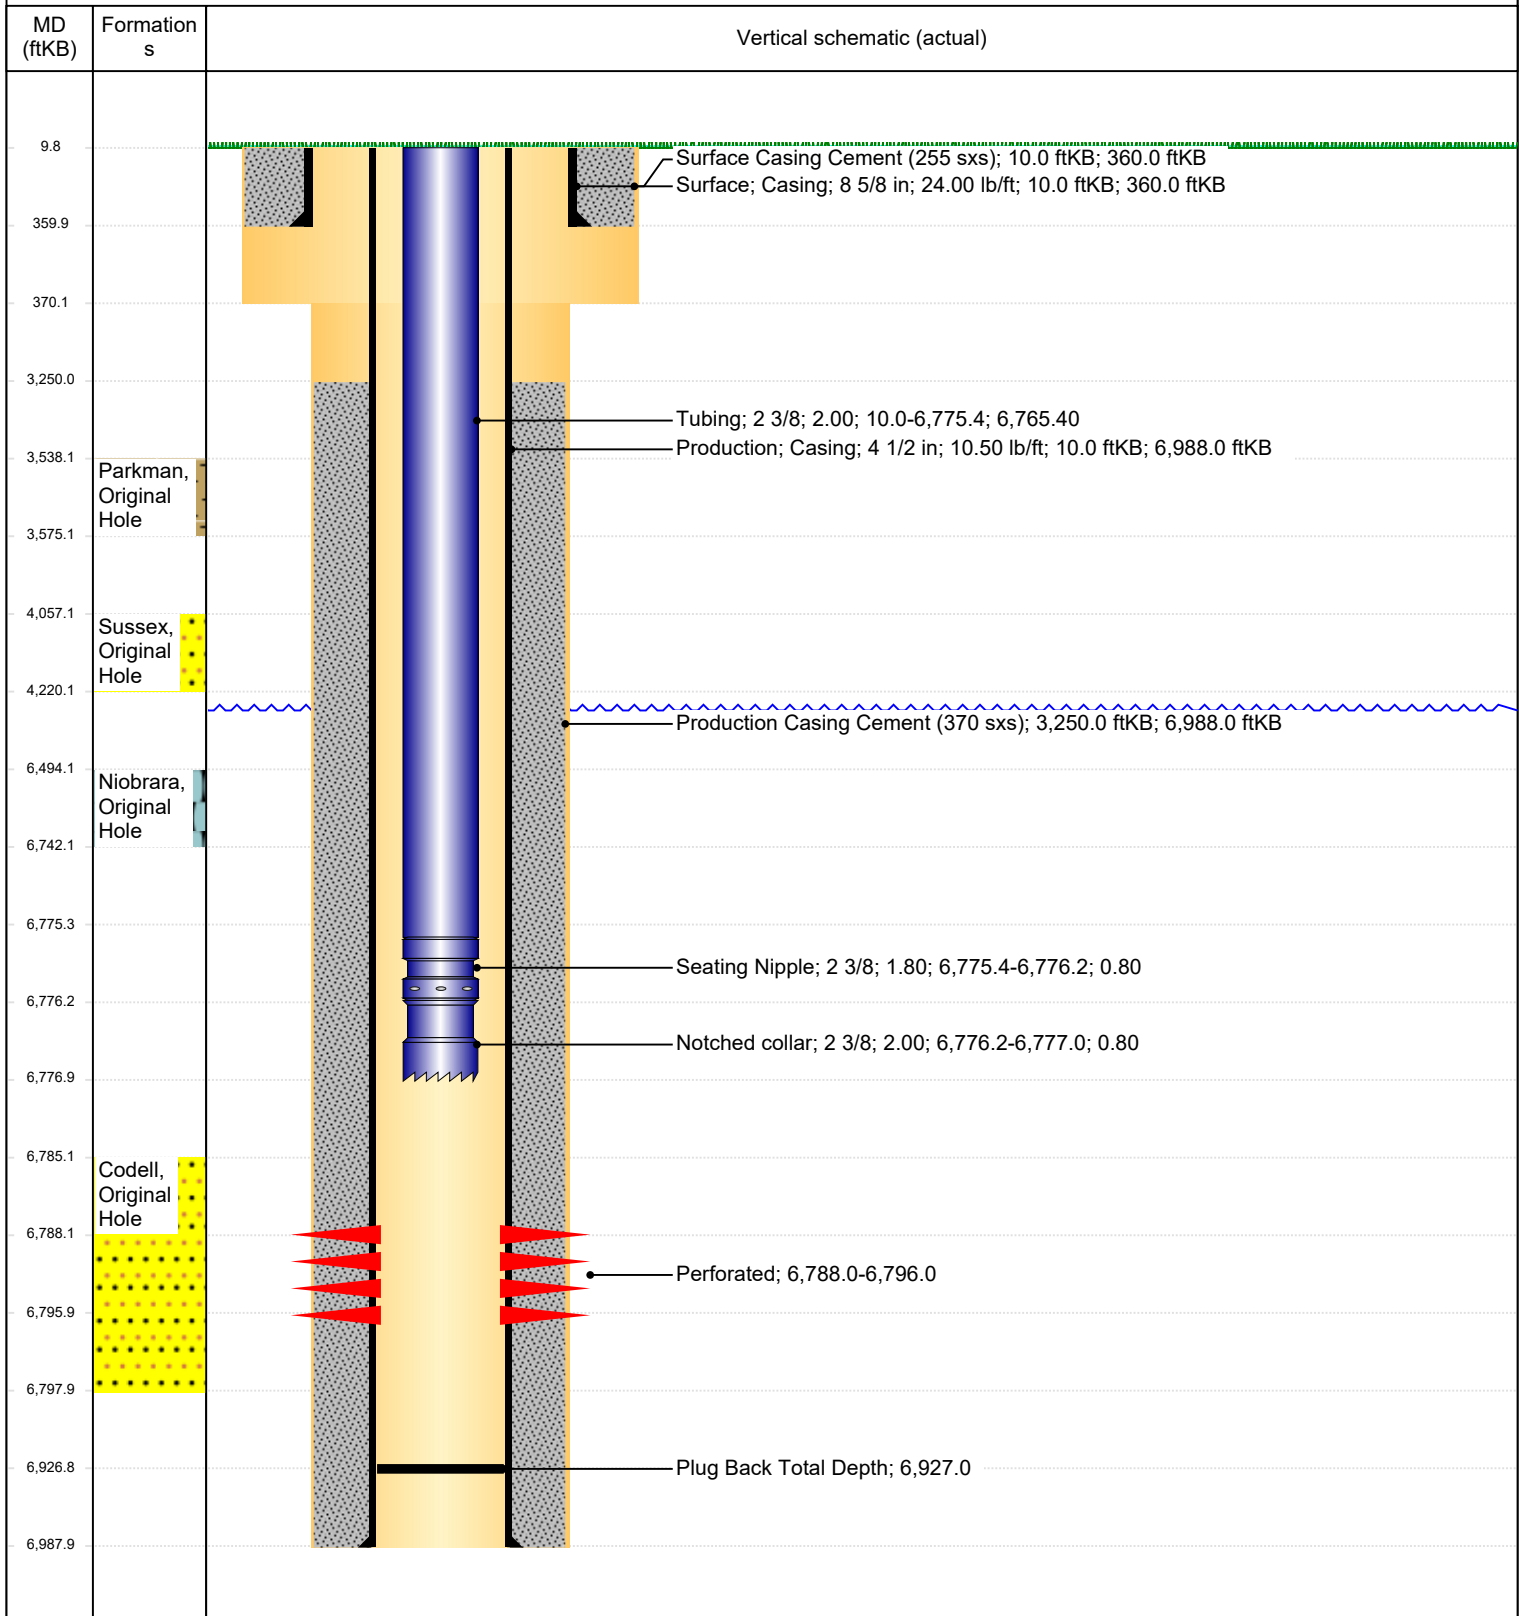 MD
(ftKB)
Formation
s
Vertical schematic (actual)
9.8
Surface Casing Cement (255 sxs); 10.0 ftKB; 360.0 ftKB
Surface; Casing; 8 5/8 in; 24.00 lb/ft; 10.0 ftKB; 360.0 ftKB
359.9
370.1
3,250.0
Tubing; 2 3/8; 2.00; 10.0-6,775.4; 6,765.40
Production; Casing; 4 1/2 in; 10.50 lb/ft; 10.0 ftKB; 6,988.0 ftKB
3,538.1
Parkman,
Original
Hole
3,575.1
4,057.1
Sussex,
Original
Hole
4,220.1
Production Casing Cement (370 sxs); 3,250.0 ftKB; 6,988.0 ftKB
6,494.1
Niobrara,
Original
Hole
6,742.1
6,775.3
Seating Nipple; 2 3/8; 1.80; 6,775.4-6,776.2; 0.80
6,776.2
Notched collar; 2 3/8; 2.00; 6,776.2-6,777.0; 0.80
6,776.9
6,785.1
Codell,
Original
Hole
6,788.1
Perforated; 6,788.0-6,796.0
6,795.9
6,797.9
6,926.8
Plug Back Total Depth; 6,927.0
6,987.9